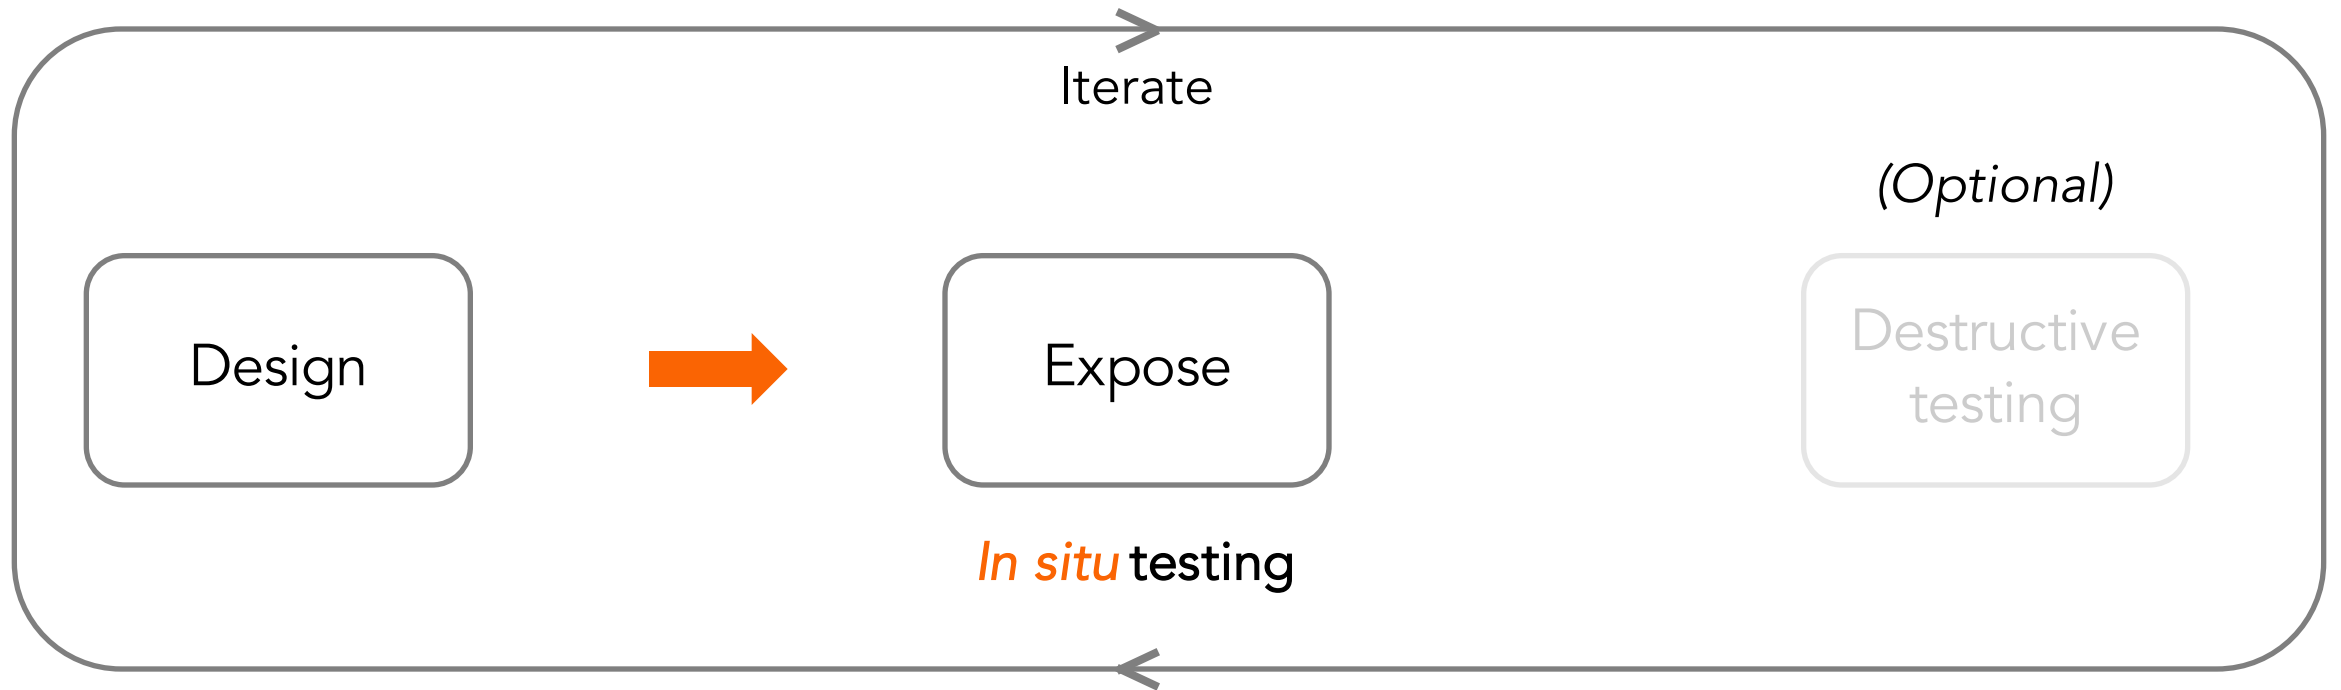 Iterate
(Optional)
Design
Expose
Destructive
testing
In situ testing